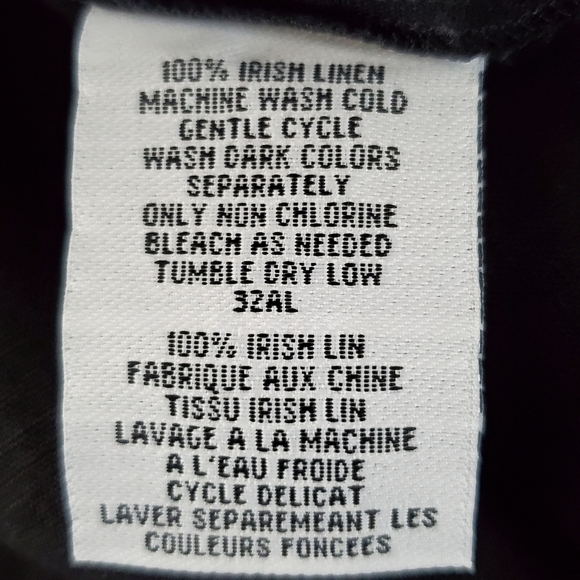 100% IRISH LINEN
MACHINE WASH COLD
GENTLE CYCLE
WASH DARK COLORS
SEPARATELY
ONLY NON CHLORINE
BLEACH AS NEEDED
TUMBLE DRY LOW
32AL
100% IRISH LIN
FABRIQUE AUX CHINE
TISSU IRISH LIN
LAVAGE A LA MACHINE
A L'EAU FROIDE
CYCLE DELICAT
LAVER SEPAREMEANT LES
COULEURS FONCEES